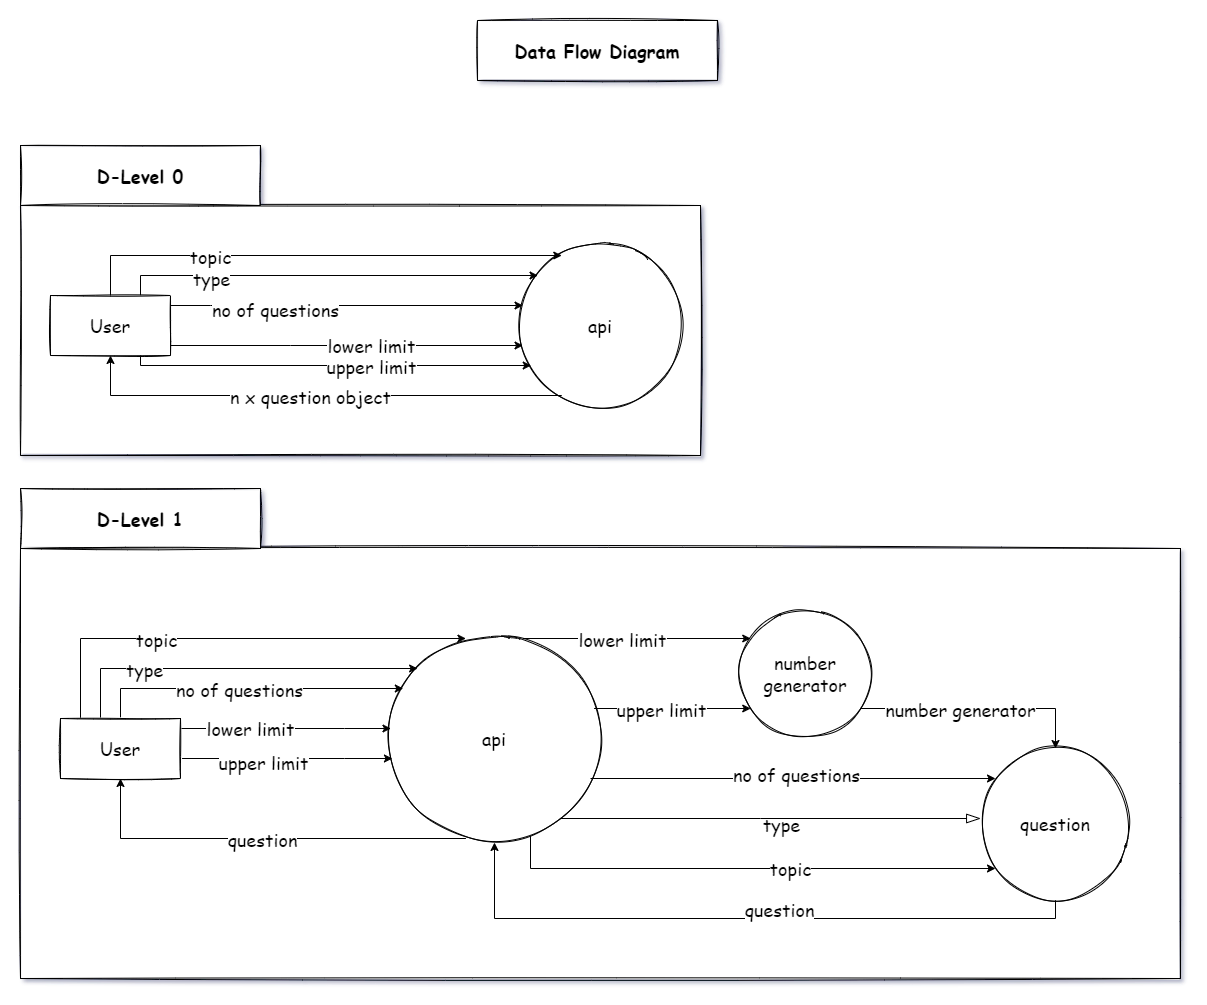 Data Flow Diagram
D-Level 0
topic
type
no of questions
User
api
lower limit
upper limit
n x question object
D-Level 1
topic
lower limit
number
generator
type
no of questions
upper limit
number generator
lower limit
User
api
upper limit
no of questions
type
question
question
topic
question